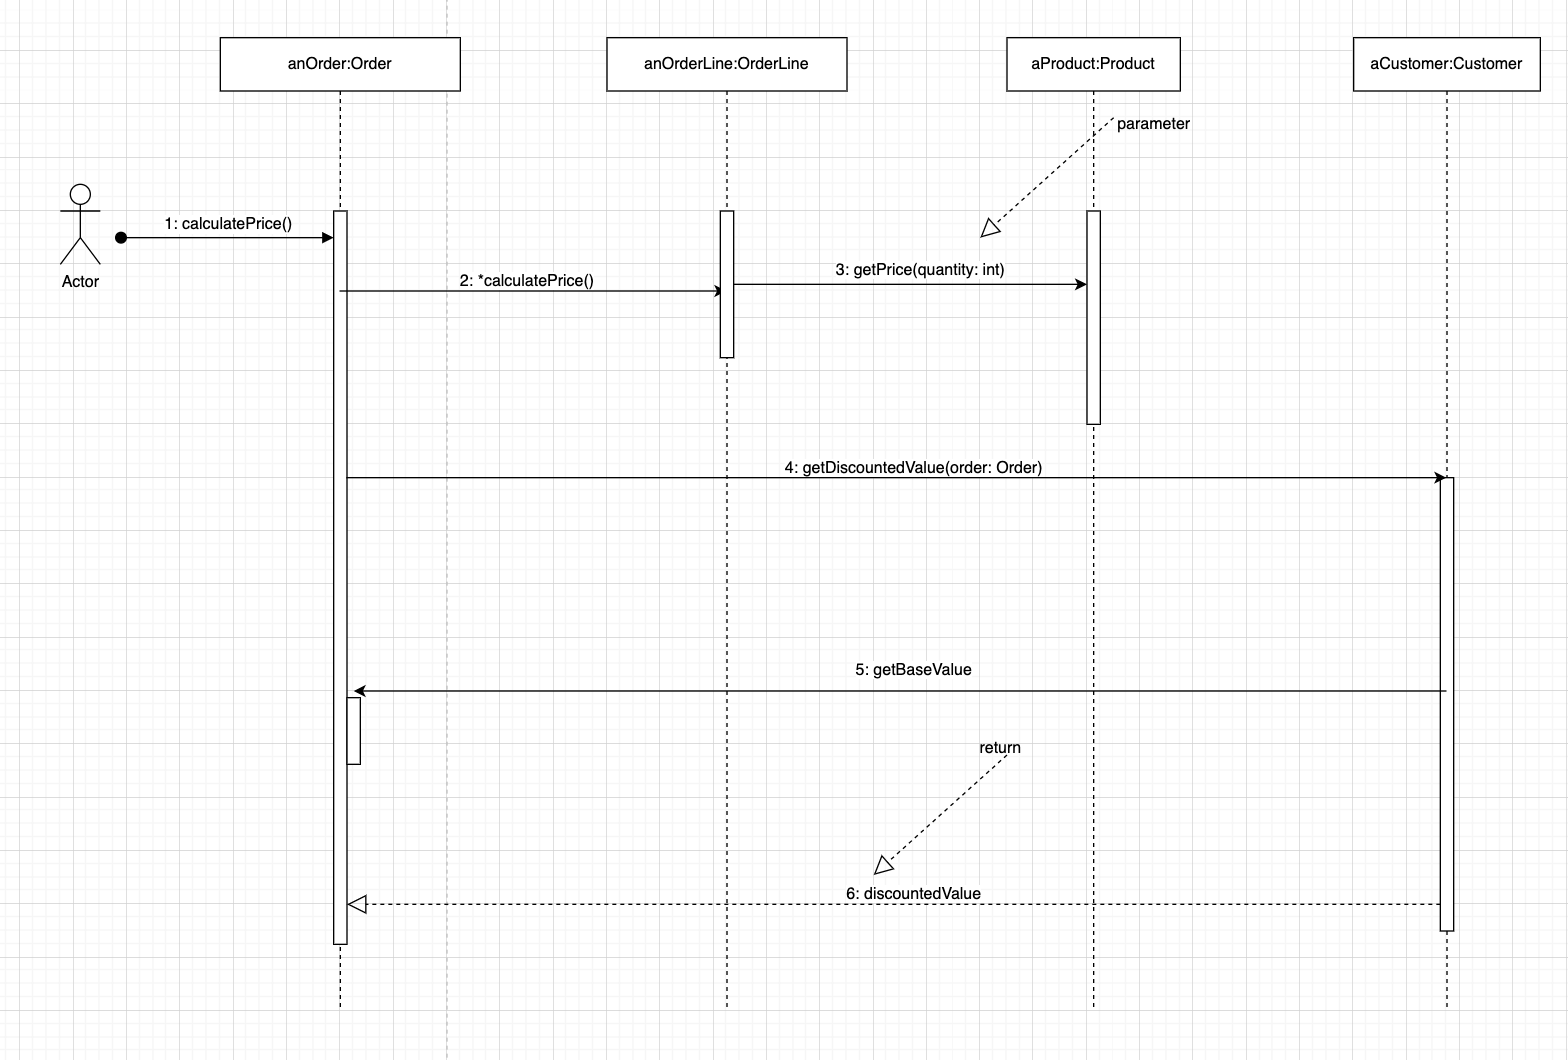 anOrder:Order
anOrderLine:OrderLine
aProduct:Product
aCustomer:Customer
parameter
1: calculatePrice()
Actor
2: *calculatePrice()
3: getPrice(quantity: int)
4: getDiscountedValue(order: Order)
5: getBaseValue
return
6: discountedValue